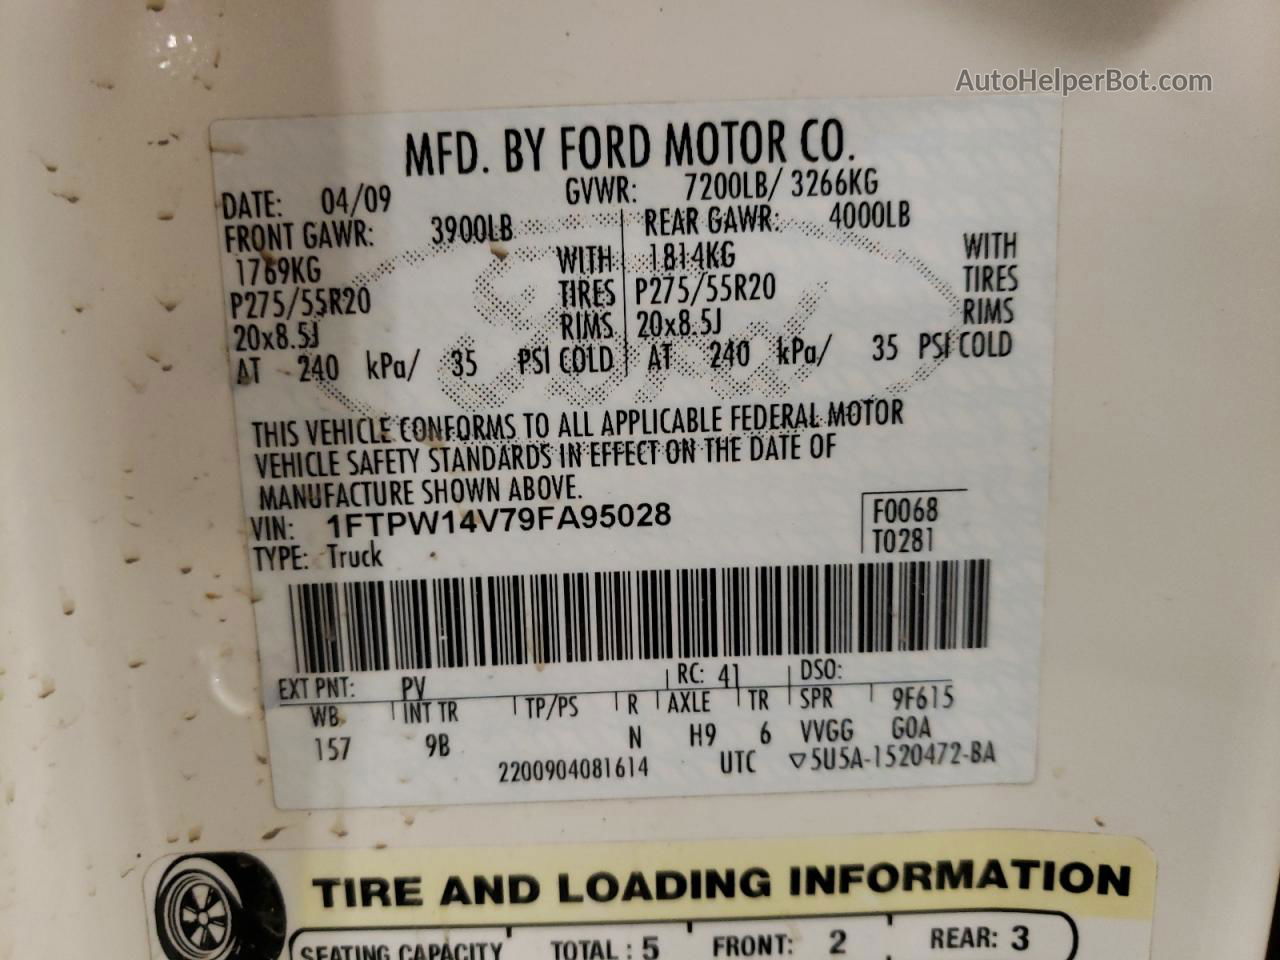 AutoHelperBot.com
MFD. BY FORD MOTOR CO.
DATE: 04/09 GVWR: 7200LB/ 3266KG
FRONT GAWR: 3900LB REAR GAWR: 4000LB
1769KG WITH 1814KG WITH
P275/55R20 TIRES P275/55R20 TIRES
20x8.5J RIMS 20x8.5J RIMS
AT 240 kPa/ 35 PSI COLD AT 240 kPa/ 35 PSI COLD
THIS VEHICLE CONFORMS TO ALL APPLICABLE FEDERAL MOTOR
VEHICLE SAFETY STANDARDS IN EFFECT ON THE DATE OF
MANUFACTURE SHOWN ABOVE.
VIN: 1FTPW14V79FA95028 F0068
TYPE: Truck T0281
EXT PNT: PV RC: 41 DSO:
WB INT TR TP/PS R AXLE TR SPR 9F615
157 9B N H9 6 VVGG GOA
2200904081614 UTC ▽5U5A-1520472-BA
TIRE AND LOADING INFORMATION
SEATING CAPACITY TOTAL : 5 FRONT: 2 REAR: 3